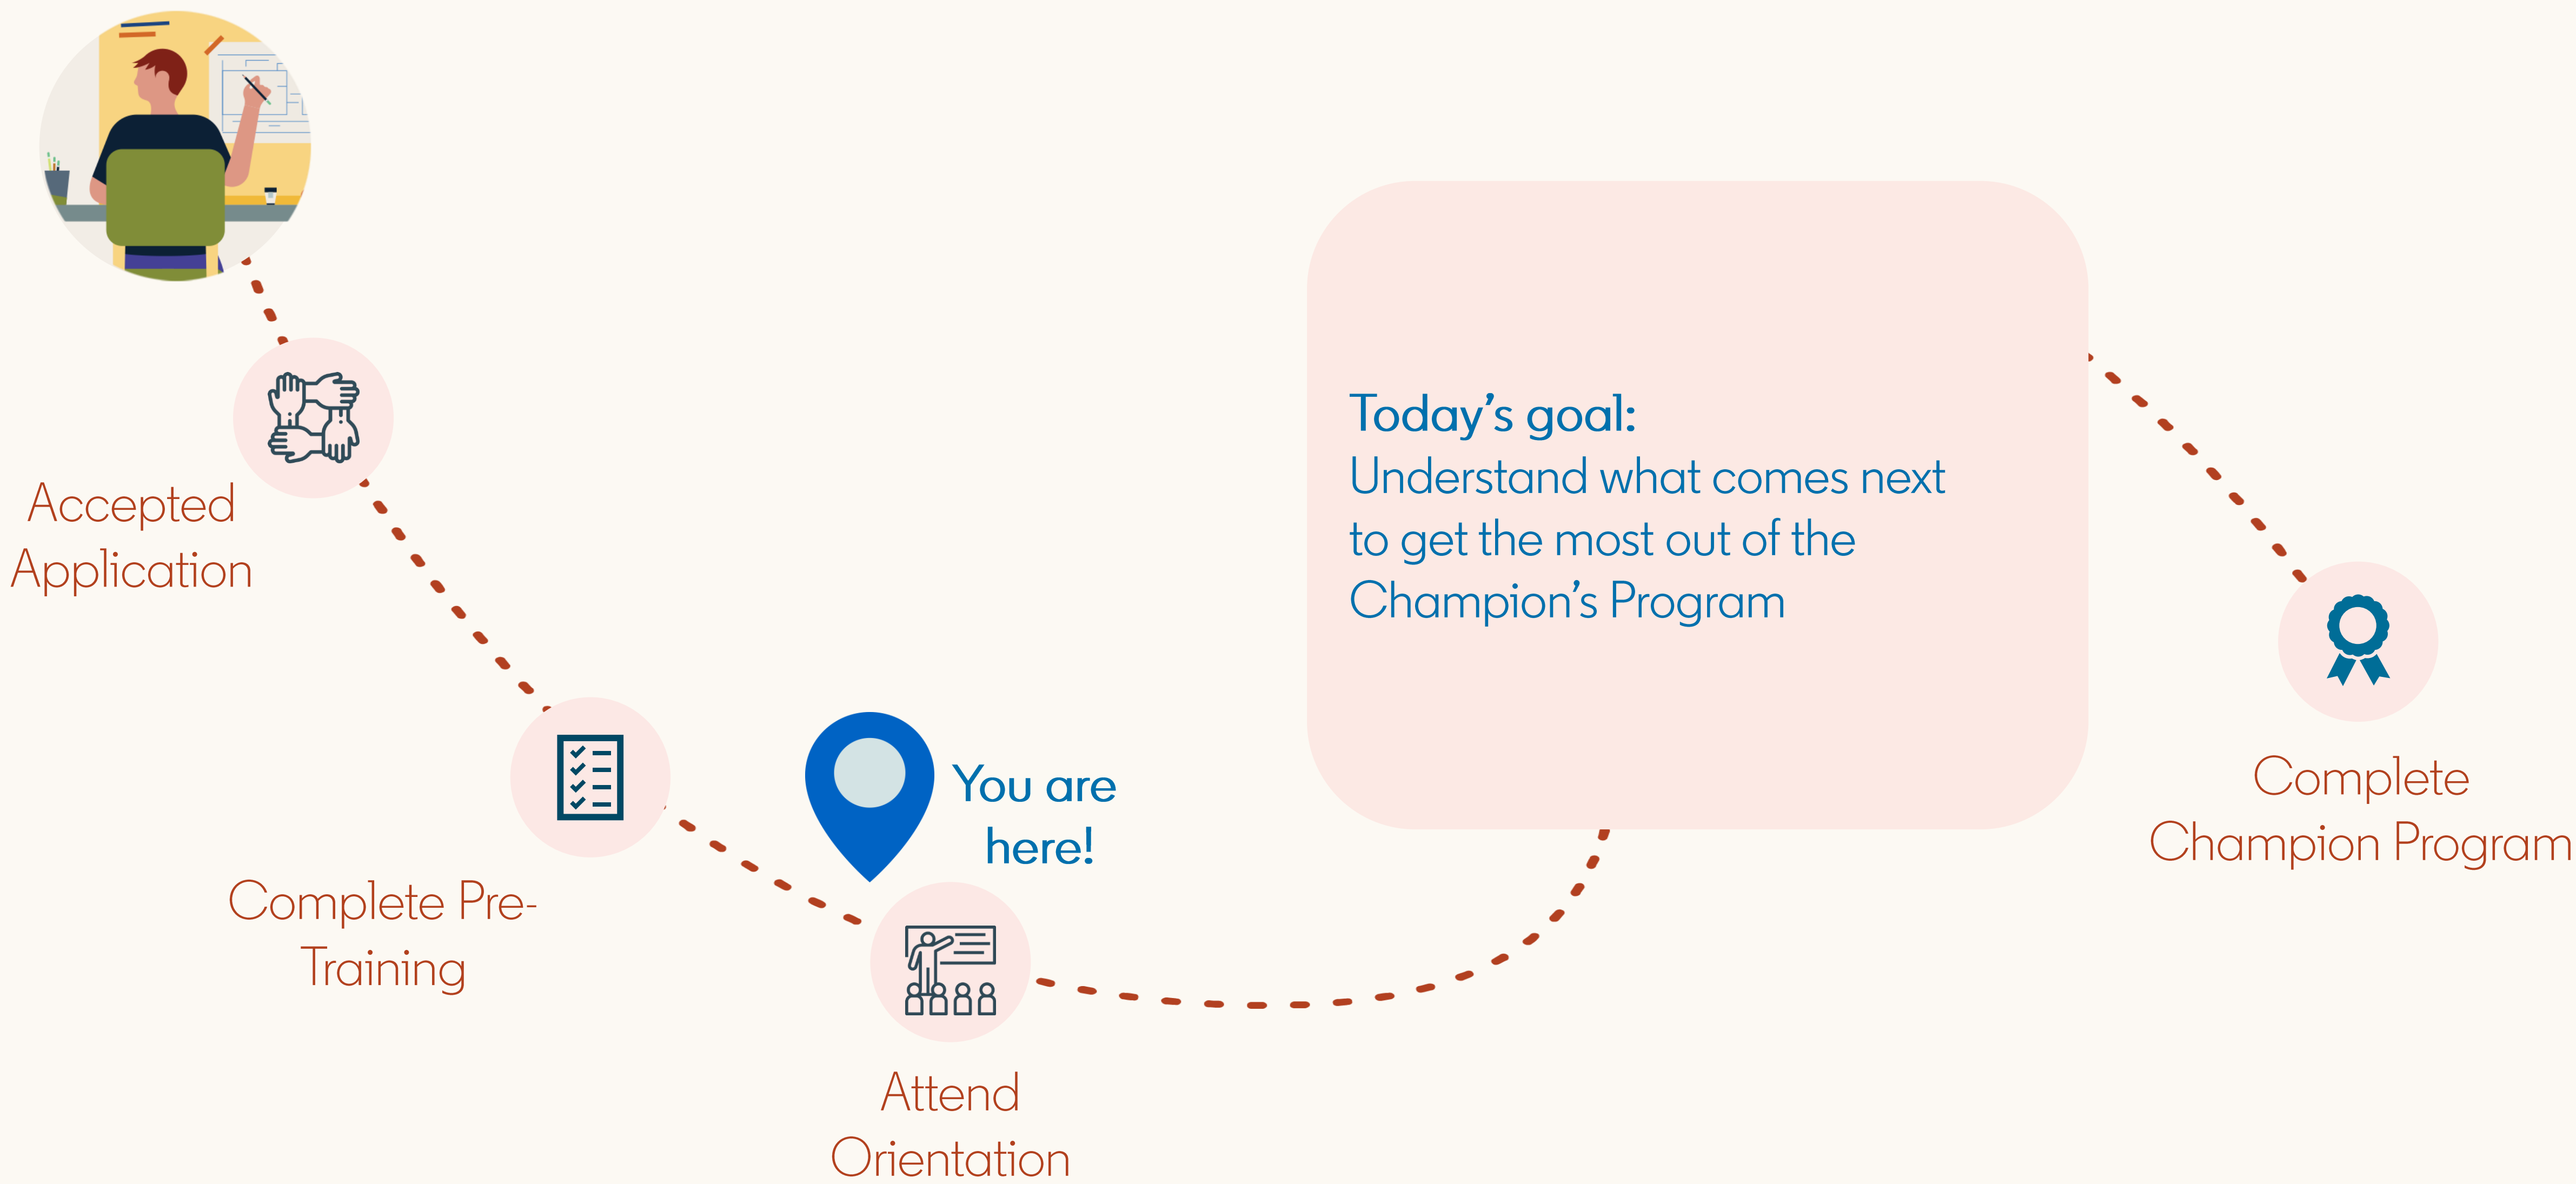 Accepted
Application
Complete Pre-
Training
You are
here!
Attend
Orientation
Today’s goal:
Understand what comes next
to get the most out of the
Champion’s Program
Complete
Champion Program